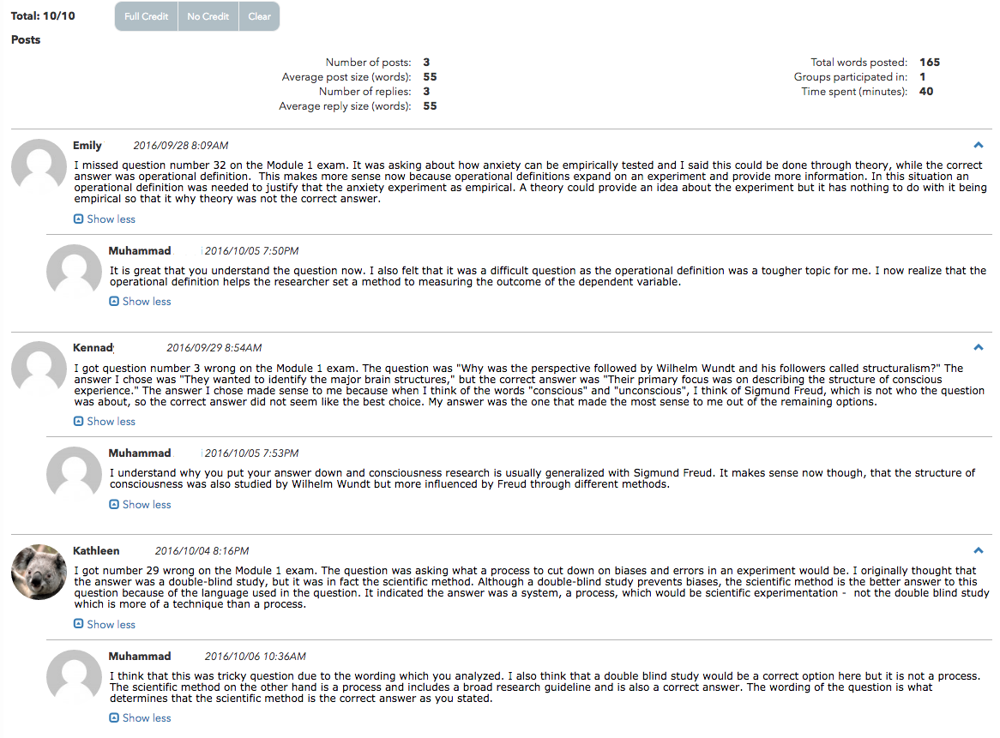 Total: 10/10 Full Credit No Credit Clear
Posts
Number of posts: 3
Average post size (words): 55
Number of replies: 3
Average reply size (words): 55
Total words posted: 165
Groups participated in: 1
Time spent (minutes): 40
Emily 2016/09/28 8:09AM
I missed question number 32 on the Module 1 exam. It was asking about how anxiety can be empirically tested and I said this could be done through theory, while the correct
answer was operational definition.  This makes more sense now because operational definitions expand on an experiment and provide more information. In this situation an
operational definition was needed to justify that the anxiety experiment as empirical. A theory could provide an idea about the experiment but it has nothing to do with it being
empirical so that it why theory was not the correct answer.
Show less
Muhammad 2016/10/05 7:50PM
It is great that you understand the question now. I also felt that it was a difficult question as the operational definition was a tougher topic for me. I now realize that the
operational definition helps the researcher set a method to measuring the outcome of the dependent variable.
Show less
Kennady 2016/09/29 8:54AM
I got question number 3 wrong on the Module 1 exam. The question was "Why was the perspective followed by Wilhelm Wundt and his followers called structuralism?" The
answer I chose was "They wanted to identify the major brain structures," but the correct answer was "Their primary focus was on describing the structure of conscious
experience." The answer I chose made sense to me because when I think of the words "conscious" and "unconscious", I think of Sigmund Freud, which is not who the question
was about, so the correct answer did not seem like the best choice. My answer was the one that made the most sense to me out of the remaining options.
Show less
Muhammad 2016/10/05 7:53PM
I understand why you put your answer down and consciousness research is usually generalized with Sigmund Freud. It makes sense now though, that the structure of
consciousness was also studied by Wilhelm Wundt but more influenced by Freud through different methods.
Show less
Kathleen 2016/10/04 8:16PM
I got number 29 wrong on the Module 1 exam. The question was asking what a process to cut down on biases and errors in an experiment would be. I originally thought that
the answer was a double-blind study, but it was in fact the scientific method. Although a double-blind study prevents biases, the scientific method is the better answer to this
question because of the language used in the question. It indicated the answer was a system, a process, which would be scientific experimentation -  not the double blind study
which is more of a technique than a process.
Show less
Muhammad 2016/10/06 10:36AM
I think that this was tricky question due to the wording which you analyzed. I also think that a double blind study would be a correct option here but it is not a process.
The scientific method on the other hand is a process and includes a broad research guideline and is also a correct answer. The wording of the question is what
determines that the scientific method is the correct answer as you stated.
Show less